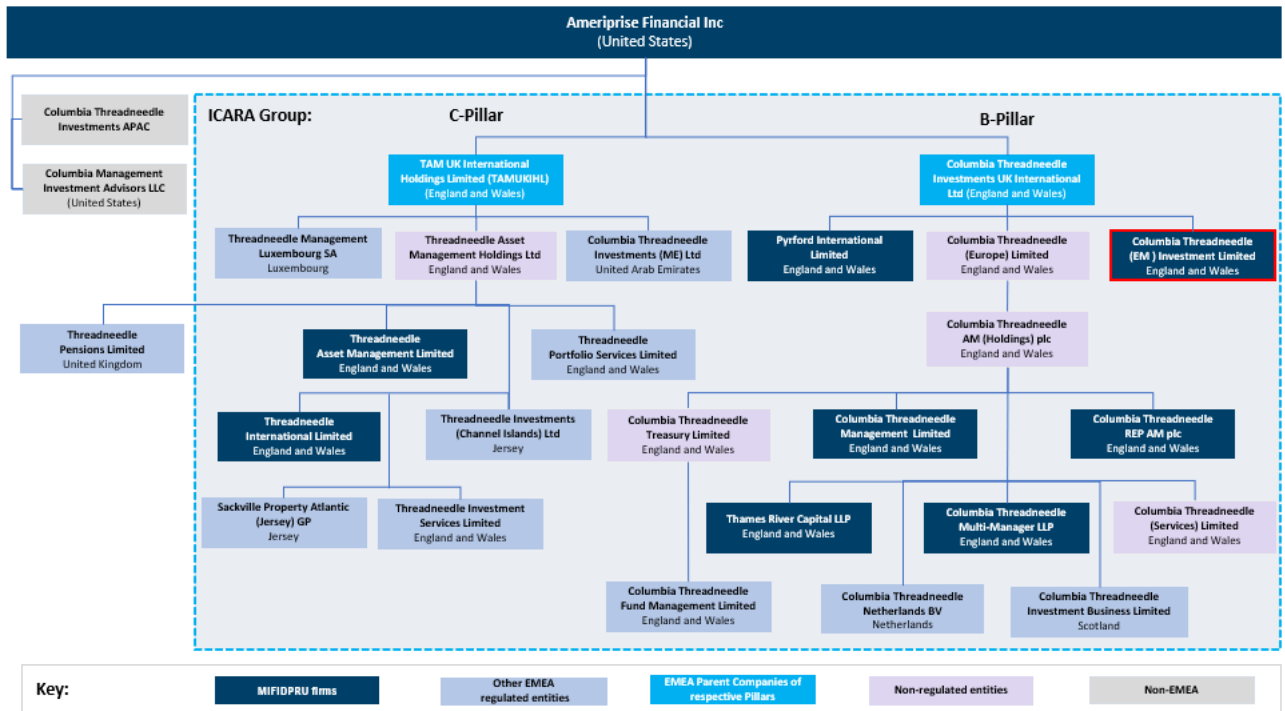 Ameriprise Financial Inc
(United States)
Columbia Threadneedle
Investments APAC
Columbia Management
Investment Advisors LLC
(United States)
ICARA Group:
C-Pillar
B-Pillar
TAM UK International
Holdings Limited (TAMUKIHL)
(England and Wales)
Columbia Threadneedle
Investments UK International
Ltd (England and Wales)
Threadneedle Management
Luxembourg SA
Luxembourg
Threadneedle Asset
Management Holdings Ltd
England and Wales
Columbia Threadneedle
Investments (ME) Ltd
United Arab Emirates
Pyrford International
Limited
England and Wales
Columbia Threadneedle
(Europe) Limited
England and Wales
Columbia Threadneedle
(EM ) Investment Limited
England and Wales
Threadneedle
Pensions Limited
United Kingdom
Threadneedle
Asset Management Limited
England and Wales
Threadneedle
Portfolio Services Limited
England and Wales
Columbia Threadneedle
AM (Holdings) plc
England and Wales
Threadneedle
International Limited
England and Wales
Threadneedle Investments
(Channel Islands) Ltd
Jersey
Columbia Threadneedle
Treasury Limited
England and Wales
Columbia Threadneedle
Management Limited
England and Wales
Columbia Threadneedle
REP AM plc
England and Wales
Sackville Property Atlantic
(Jersey) GP
Jersey
Threadneedle Investment
Services Limited
England and Wales
Thames River Capital LLP
England and Wales
Columbia Threadneedle
Multi-Manager LLP
England and Wales
Columbia Threadneedle
(Services) Limited
England and Wales
Columbia Threadneedle
Fund Management Limited
England and Wales
Columbia Threadneedle
Netherlands BV
Netherlands
Columbia Threadneedle
Investment Business Limited
Scotland
Key:
MIFIDPRU firms
Other EMEA
regulated entities
EMEA Parent Companies of
respective Pillars
Non-regulated entities
Non-EMEA